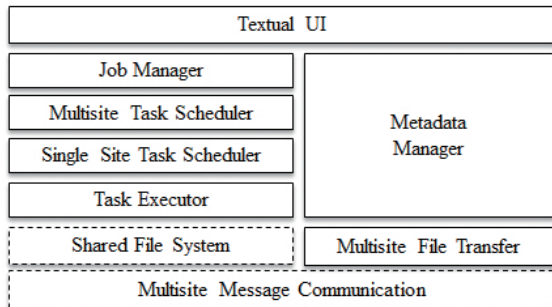 Textual UI
Job Manager
Multisite Task Scheduler
Single Site Task Scheduler
Task Executor
Metadata
Manager
Shared File System
Multisite File Transfer
Multisite Message Communication